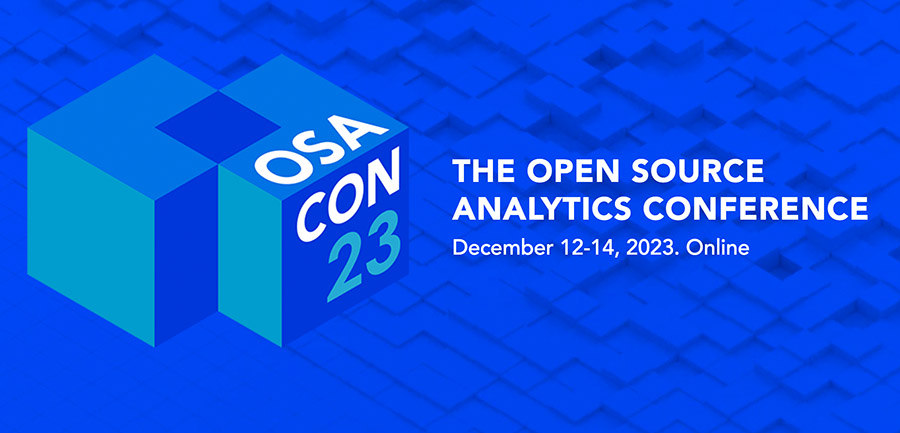 OSA
CON
23
THE OPEN SOURCE
ANALYTICS CONFERENCE
December 12-14, 2023. Online